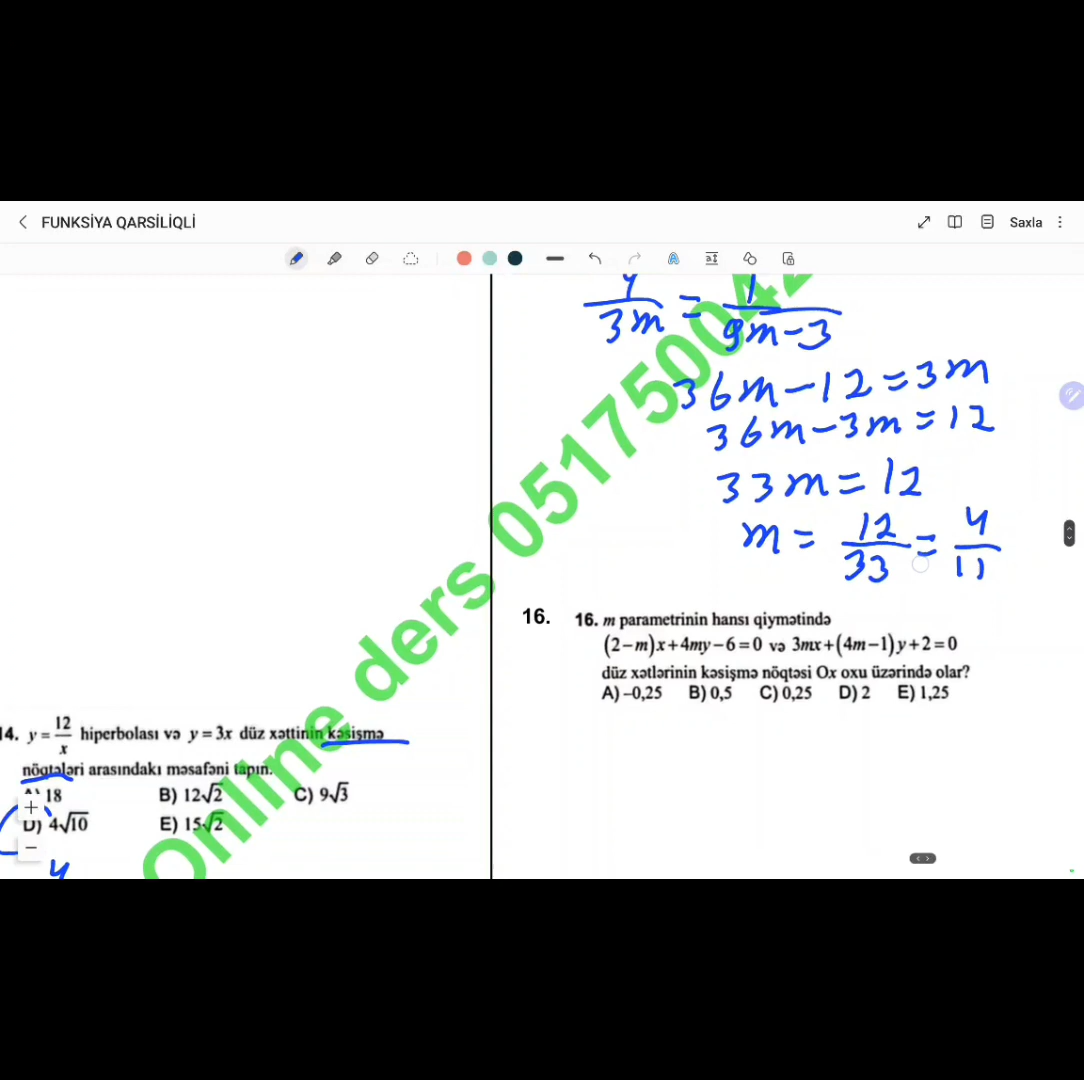 FUNKSİYA QARSİLİQLİ
Saxla
Online ders 051750042
14. y = 12/x hiperbolası və y = 3x düz xəttinin kəsişmə
nöqtələri arasındakı məsafəni tapın.
A) 18 B) 12√2 C) 9√3
D) 4√10 E) 15√2
y
4/3m = 1/9m-3
36m-12=3m
36m-3m=12
33m=12
m= 12/33 = 4/11
16. 16. m parametrinin hansı qiymətində
(2-m)x+4my-6=0 və 3mx+(4m-1)y+2=0
düz xətlərinin kəsişmə nöqtəsi Ox oxu üzərində olar?
A) -0,25 B) 0,5 C) 0,25 D) 2 E) 1,25